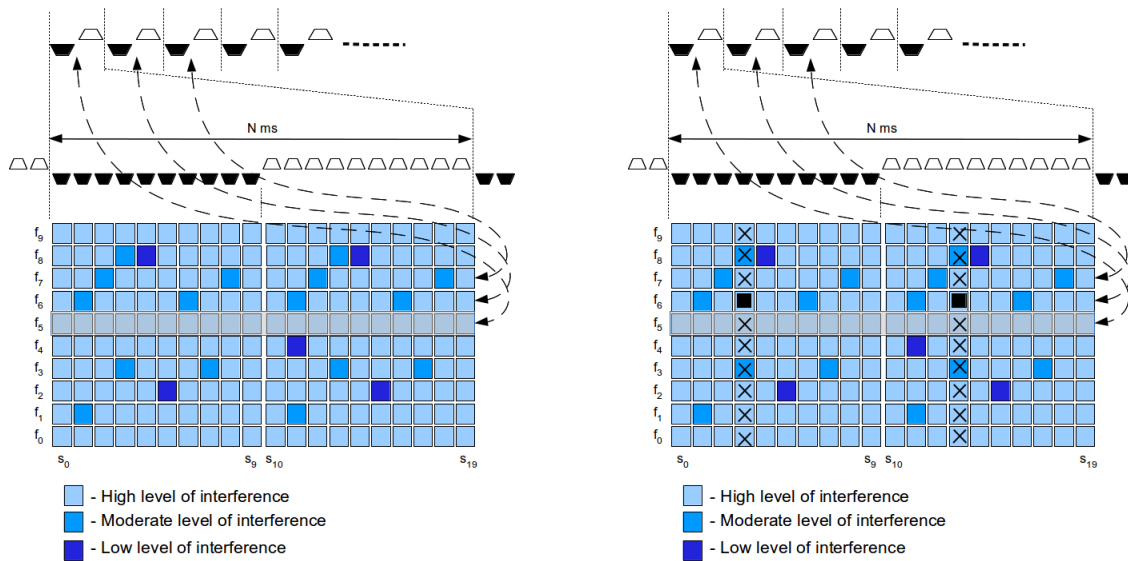 N ms
f9
f8
f7
f6
f5
f4
f3
f2
f1
f0
s0 s9 s10 s19
- High level of interference
- Moderate level of interference
- Low level of interference
N ms
f9
f8
f7
f6
f5
f4
f3
f2
f1
f0
s0 s9 s10 s19
- High level of interference
- Moderate level of interference
- Low level of interference